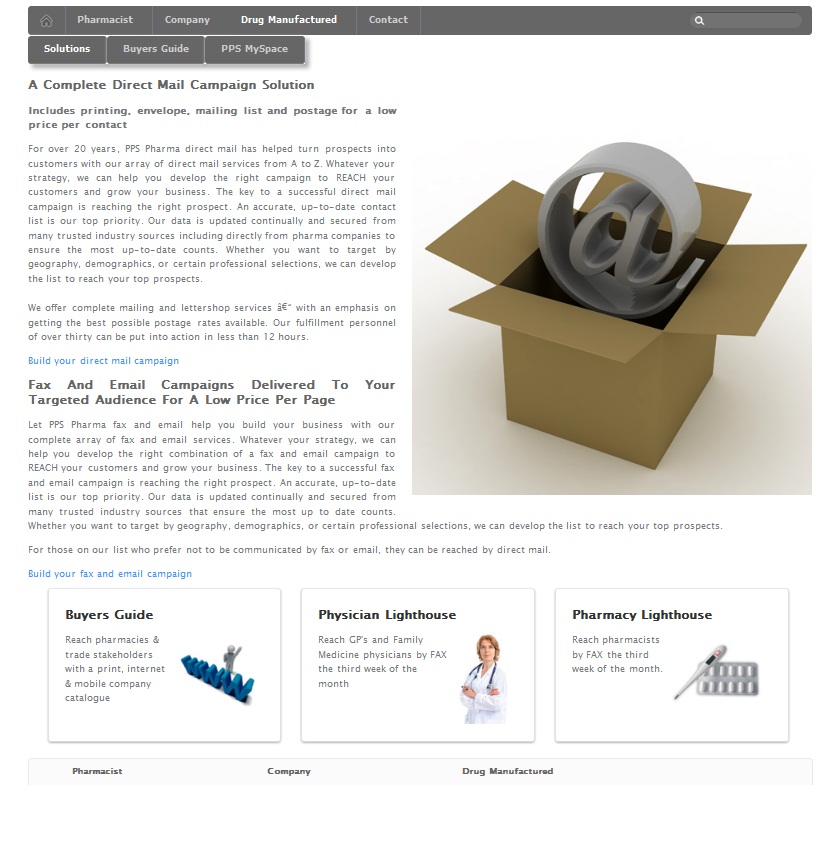 Pharmacist Company Drug Manufactured Contact
Solutions Buyers Guide PPS MySpace
A Complete Direct Mail Campaign Solution
Includes printing, envelope, mailing list and postage for a low
price per contact
For over 20 years, PPS Pharma direct mail has helped turn prospects into
customers with our array of direct mail services from A to Z. Whatever your
strategy, we can help you develop the right campaign to REACH your
customers and grow your business. The key to a successful direct mail
campaign is reaching the right prospect. An accurate, up-to-date contact
list is our top priority. Our data is updated continually and secured from
many trusted industry sources including directly from pharma companies to
ensure the most up-to-date counts. Whether you want to target by
geography, demographics, or certain professional selections, we can develop
the list to reach your top prospects.
We offer complete mailing and lettershop services â€“ with an emphasis on
getting the best possible postage rates available. Our fulfillment personnel
of over thirty can be put into action in less than 12 hours.
Build your direct mail campaign
Fax And Email Campaigns Delivered To Your
Targeted Audience For A Low Price Per Page
Let PPS Pharma fax and email help you build your business with our
complete array of fax and email services. Whatever your strategy, we can
help you develop the right combination of a fax and email campaign to
REACH your customers and grow your business. The key to a successful fax
and email campaign is reaching the right prospect. An accurate, up-to-date
list is our top priority. Our data is updated continually and secured from
many trusted industry sources that ensure the most up to date counts.
Whether you want to target by geography, demographics, or certain professional selections, we can develop the list to reach your top prospects.
For those on our list who prefer not to be communicated by fax or email, they can be reached by direct mail.
Build your fax and email campaign
Buyers Guide
Reach pharmacies &
trade stakeholders
with a print, internet
& mobile company
catalogue
WWW
Physician Lighthouse
Reach GP's and Family
Medicine physicians by FAX
the third week of the
month
Pharmacy Lighthouse
Reach pharmacists
by FAX the third
week of the month.
Pharmacist Company Drug Manufactured